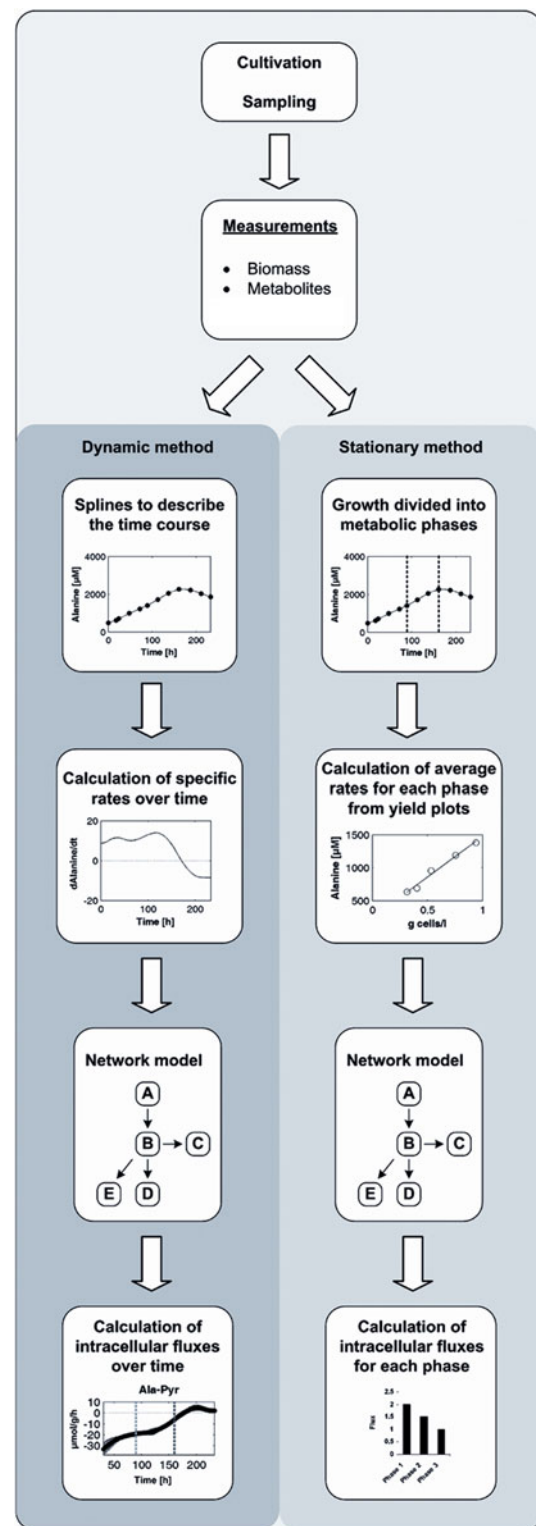 Cultivation
Sampling
Measurements
• Biomass
• Metabolites
Dynamic method
Splines to describe
the time course
4000
2000
0
0
100
200
Alanine [µM]
Time [h]
Calculation of specific
rates over time
20
0
-20
0
100
200
dAlanine/dt
Time [h]
Network model
A
B
C
E
D
Calculation of
intracellular fluxes
over time
Ala-Pyr
10
0
-10
-20
-30
50
100
150
200
µmol/g/h
Time [h]
Stationary method
Growth divided into
metabolic phases
4000
2000
0
0
100
200
Alanine [µM]
Time [h]
Calculation of average
rates for each phase
from yield plots
1500
1000
500
0
0.5
1
Alanine [µM]
g cells/l
Network model
A
B
C
E
D
Calculation of
intracellular fluxes
for each phase
2.5
2
1.5
1
0.5
0
Flux
Phase 1
Phase 2
Phase 3